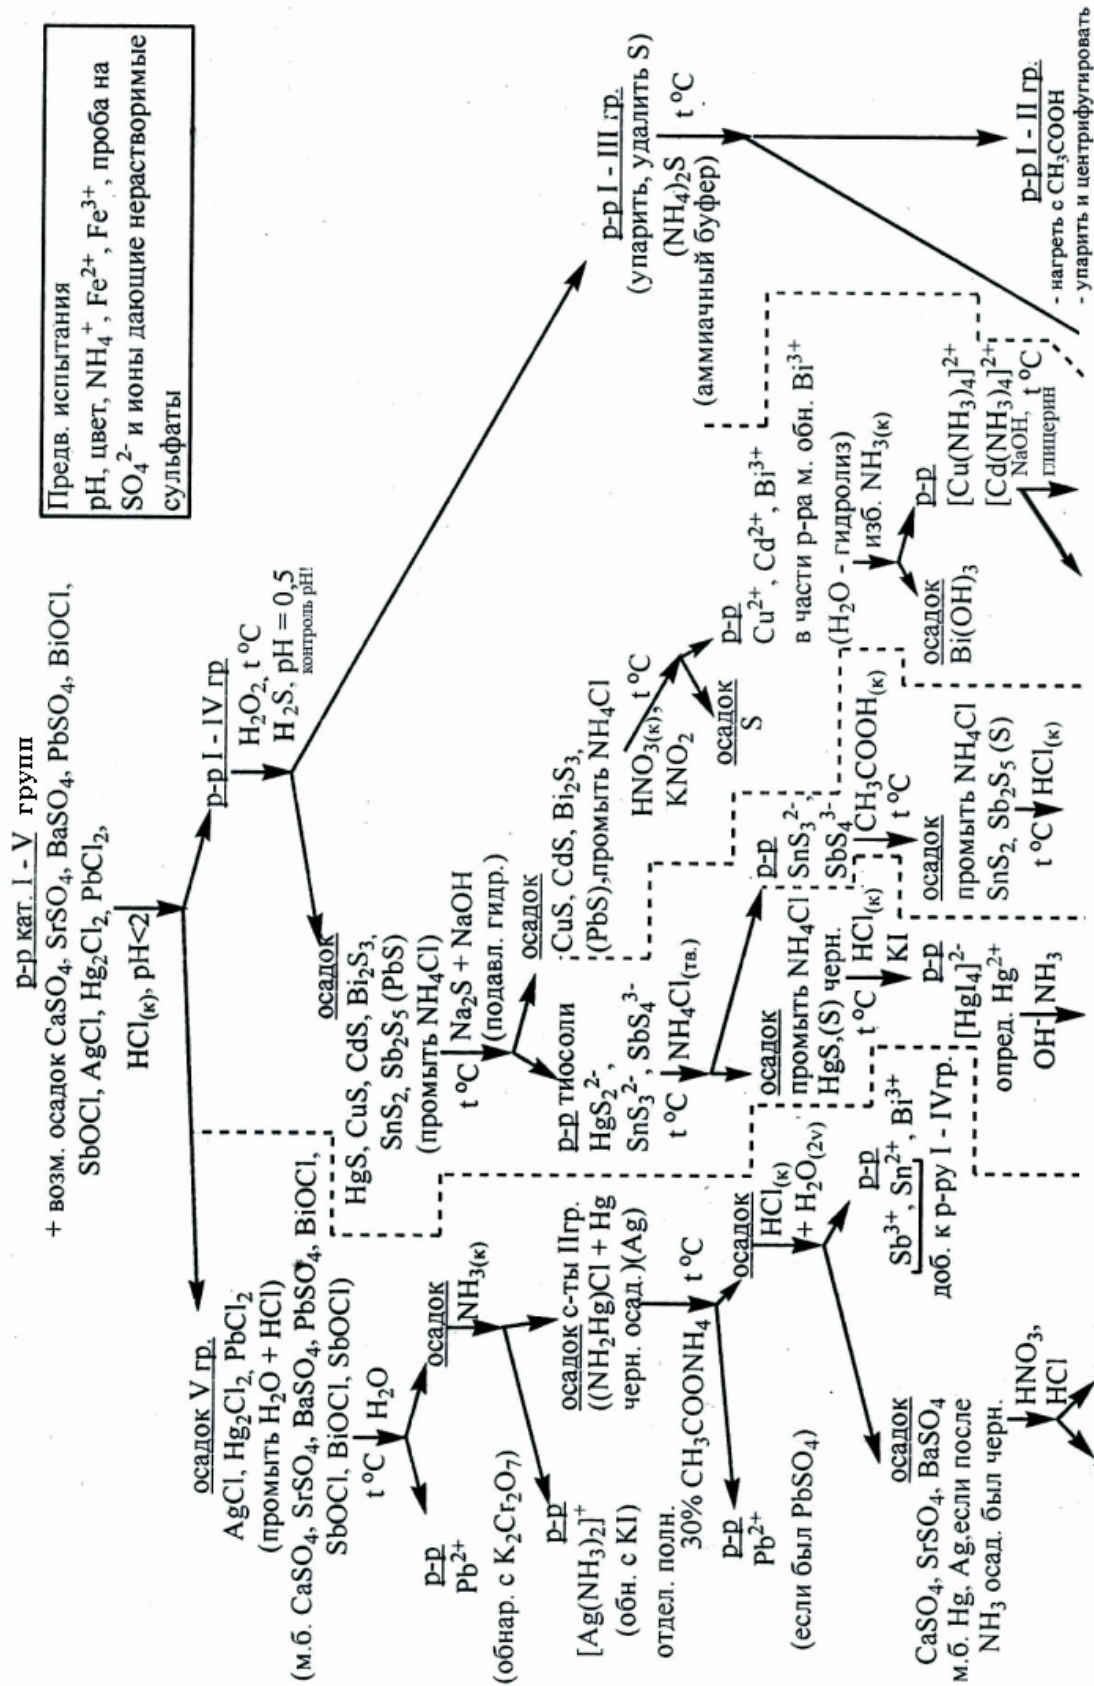 р-р кат. I - V групп
+ возм. осадок CaSO₄, SrSO₄, BaSO₄, PbSO₄, BiOCl,
SbOCl, AgCl, Hg₂Cl₂, PbCl₂,
HCl₍к₎, pH<2
Предв. испытания
pH, цвет, NH₄⁺, Fe²⁺, Fe³⁺, проба на
SO₄²⁻ и ионы дающие нерастворимые
сульфаты
осадок V гр.
AgCl, Hg₂Cl₂, PbCl₂
(промыть H₂O + HCl)
(м.б. CaSO₄, SrSO₄, BaSO₄, PbSO₄, BiOCl,
SbOCl, BiOCl, SbOCl)
t °C H₂O
р-р
Pb²⁺
(обнар. с K₂Cr₂O₇)
осадок
NH₃₍к₎
р-р
[Ag(NH₃)₂]⁺
(обн. с KI)
отдел. полн.
осадок с-ты IIгр.
((NH₂Hg)Cl + Hg
черн. осад.)(Ag)
30% CH₃COONH₄ t °C
р-р
Pb²⁺
(если был PbSO₄)
осадок
HCl₍к₎
+ H₂O₍₂ᵥ₎
осадок
CaSO₄, SrSO₄, BaSO₄
м.б. Hg, Ag,если после
NH₃ осад. был черн.
HNO₃,
HCl
р-р
Sb³⁺, Sn²⁺, Bi³⁺
доб. к р-ру I - IVгр.
р-р I - IV гр
H₂O₂, t °C
H₂S, pH = 0,5
контроль pH!
осадок
HgS, CuS, CdS, Bi₂S₃,
SnS₂, Sb₂S₅ (PbS)
(промыть NH₄Cl)
t °C Na₂S + NaOH
(подавл. гидр.)
р-р тиосоли
HgS₂²⁻,
SnS₃²⁻, SbS₄³⁻
t °C NH₄Cl₍тв.₎
осадок
CuS, CdS, Bi₂S₃,
(PbS),промыть NH₄Cl
HNO₃₍к₎, t °C
KNO₂
осадок
промыть NH₄Cl
HgS,(S) черн.
t °C HCl₍к₎
KI
р-р
[HgI₄]²⁻
опред. Hg²⁺
OH⁻ NH₃
р-р
SnS₃²⁻,
SbS₄³⁻
CH₃COOH₍к₎
t °C
осадок
промыть NH₄Cl
SnS₂, Sb₂S₅ (S)
t °C HCl₍к₎
осадок
S
р-р
Cu²⁺, Cd²⁺, Bi³⁺
в части р-ра м. обн. Bi³⁺
(H₂O - гидролиз)
изб. NH₃₍к₎
осадок
Bi(OH)₃
р-р
[Cu(NH₃)₄]²⁺
[Cd(NH₃)₄]²⁺
NaOH, t °C
глицерин
р-р I - III гр.
(упарить, удалить S)
(NH₄)₂S t °C
(аммиачный буфер)
р-р I - II гр.
- нагреть с CH₃COOH
- упарить и центрифугировать